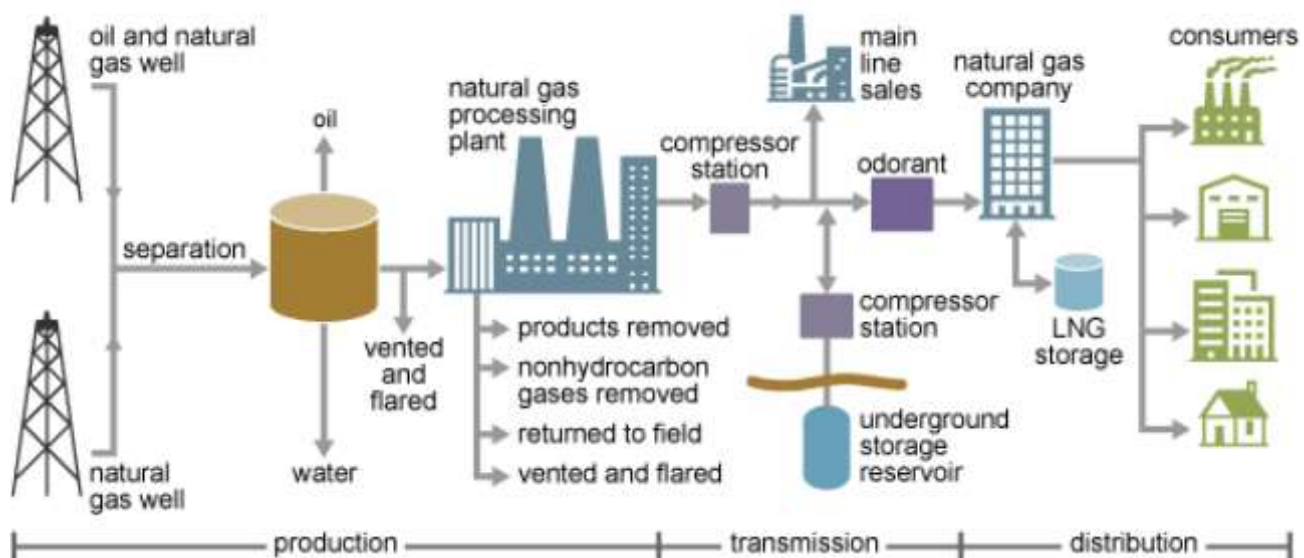 oil and natural
gas well
oil
separation
water
natural
gas well
vented
and
flared
natural gas
processing
plant
products removed
nonhydrocarbon
gases removed
returned to field
vented and flared
compressor
station
main
line
sales
odorant
compressor
station
underground
storage
reservoir
natural gas
company
LNG
storage
consumers
production
transmission
distribution